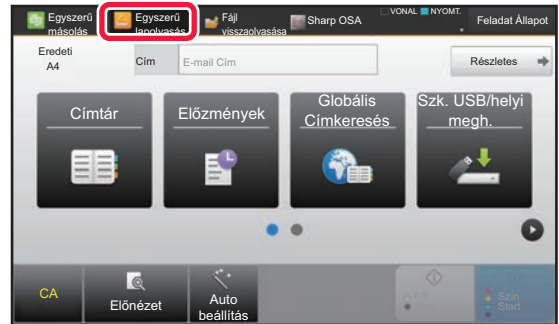 Egyszerű
másolás
Egyszerű
lapolvasás
Fájl
visszaolvasása
Sharp OSA
VONAL
NYOMT.
Feladat Állapot
Eredeti
A4
Cím
E-mail Cím
Részletes
Címtár
Előzmények
Globális
Címkeresés
Szk. USB/helyi
megh.
CA
Előnézet
Auto
beállítás
Szín
Start